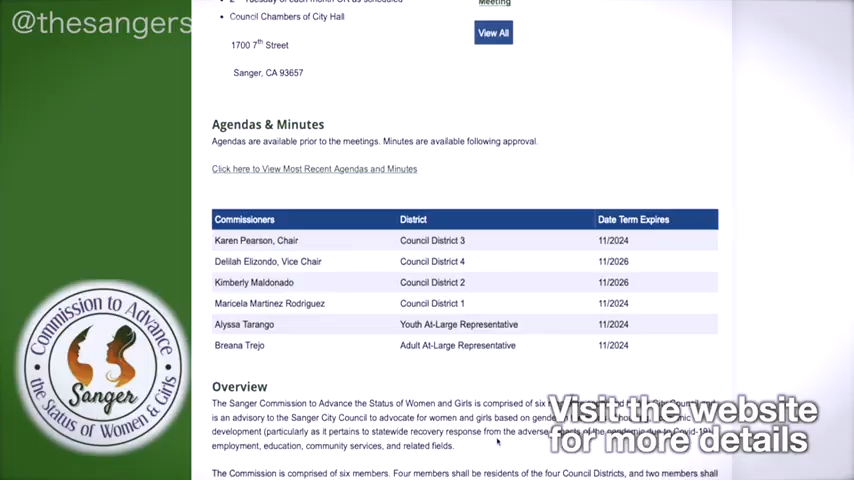 @thesangers
Tuesday of each month OR as scheduled
Meeting
• Council Chambers of City Hall
View All
1700 7th Street
Sanger, CA 93657
Agendas & Minutes
Agendas are available prior to the meetings. Minutes are available following approval.
Click here to View Most Recent Agendas and Minutes
Commissioners District Date Term Expires
Karen Pearson, Chair Council District 3 11/2024
Delilah Elizondo, Vice Chair Council District 4 11/2026
Kimberly Maldonado Council District 2 11/2026
Maricela Martinez Rodriguez Council District 1 11/2024
Alyssa Tarango Youth At-Large Representative 11/2024
Breana Trejo Adult At-Large Representative 11/2024
Commission to Advance
the Status of Women & Girls
Sanger
Overview
The Sanger Commission to Advance the Status of Women and Girls is comprised of six
is an advisory to the Sanger City Council to advocate for women and girls based on
development (particularly as it pertains to statewide recovery response from the adverse
employment, education, community services, and related fields.
Visit the website
for more details
The Commission is comprised of six members. Four members shall be residents of the four Council Districts, and two members shall